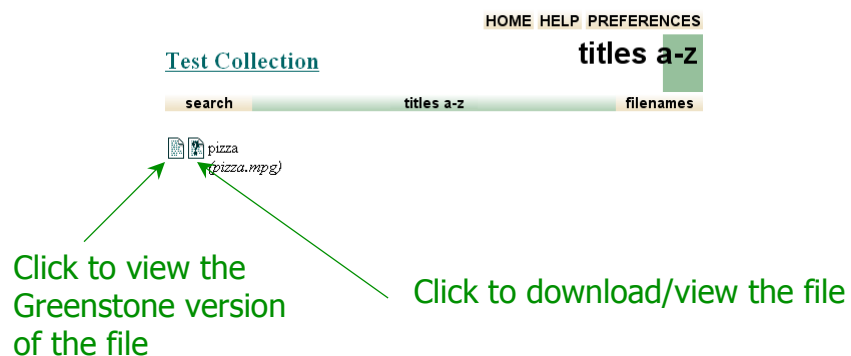 HOME HELP PREFERENCES
Test Collection
titles a-z
search titles a-z filenames
pizza
(pizza.mpg)
Click to view the
Greenstone version
of the file
Click to download/view the file